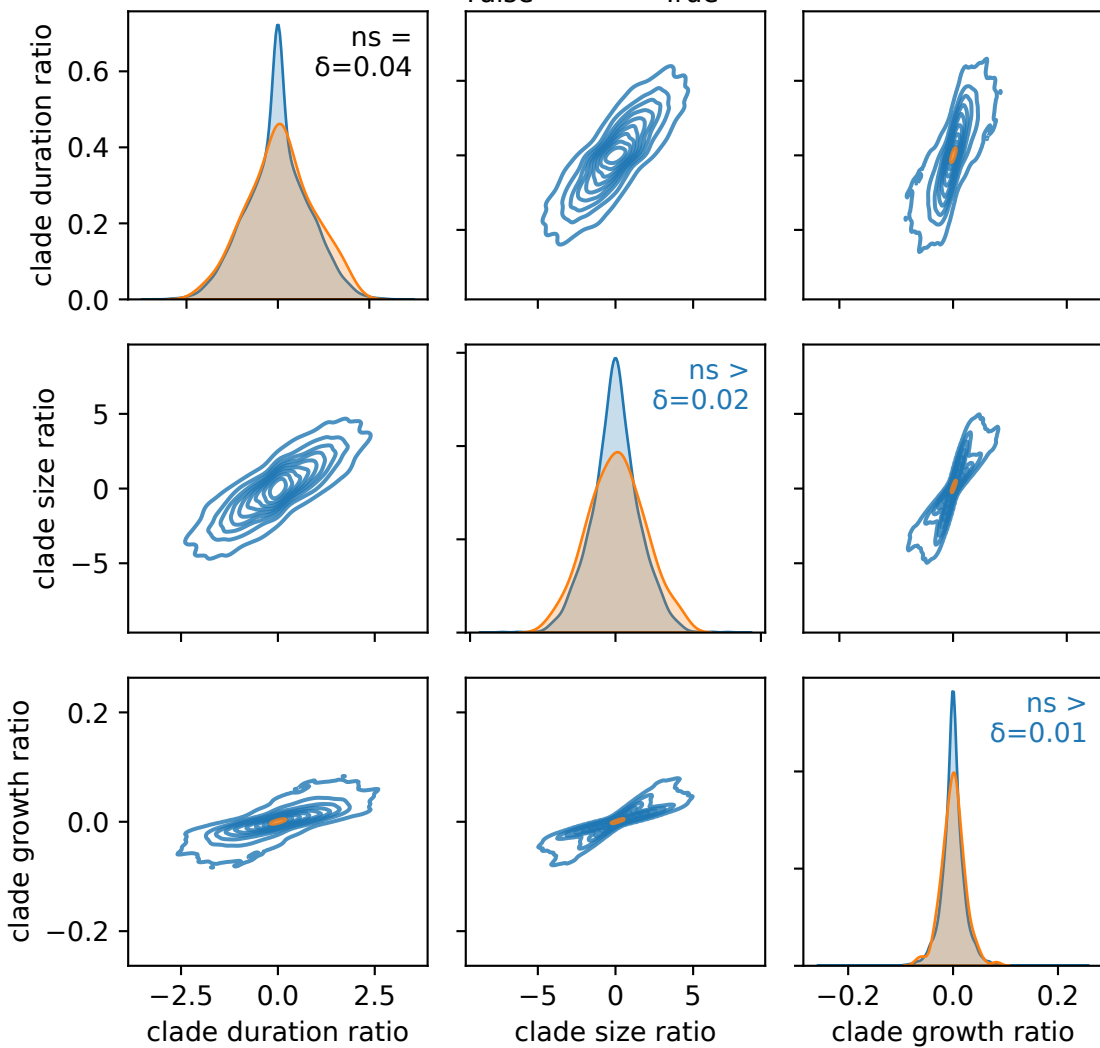 clade duration ratio
0.6
0.4
0.2
0.0
ns =
δ=0.04
clade size ratio
5
0
−5
ns >
δ=0.02
clade growth ratio
0.2
0.0
−0.2
ns >
δ=0.01
−2.5
0.0
2.5
−5
0
5
−0.2
0.0
0.2
clade duration ratio
clade size ratio
clade growth ratio